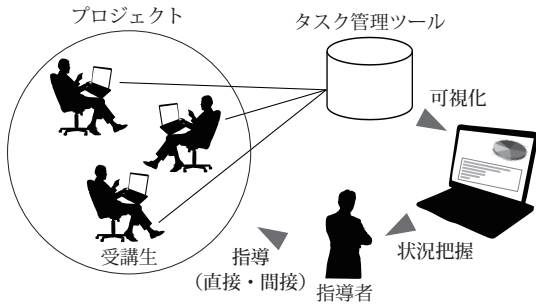 プロジェクト
タスク管理ツール
可視化
受講生
指導
（直接・間接）
状況把握
指導者